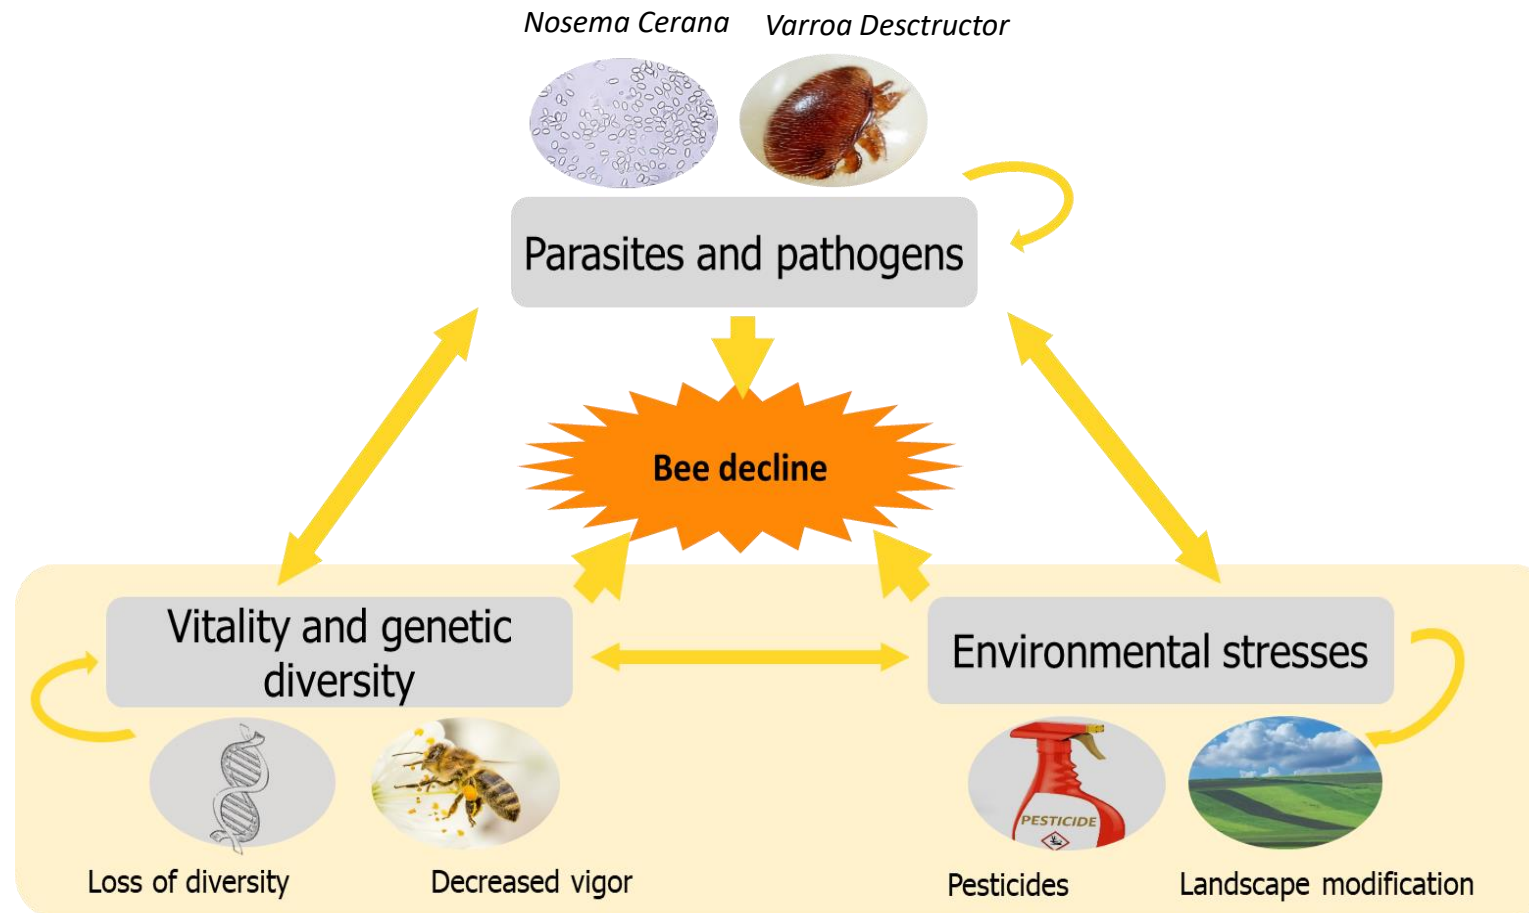 Nosema Cerana
Varroa Desctructor
Parasites and pathogens
Bee decline
Vitality and genetic
diversity
Environmental stresses
PESTICIDE
Loss of diversity
Decreased vigor
Pesticides
Landscape modification